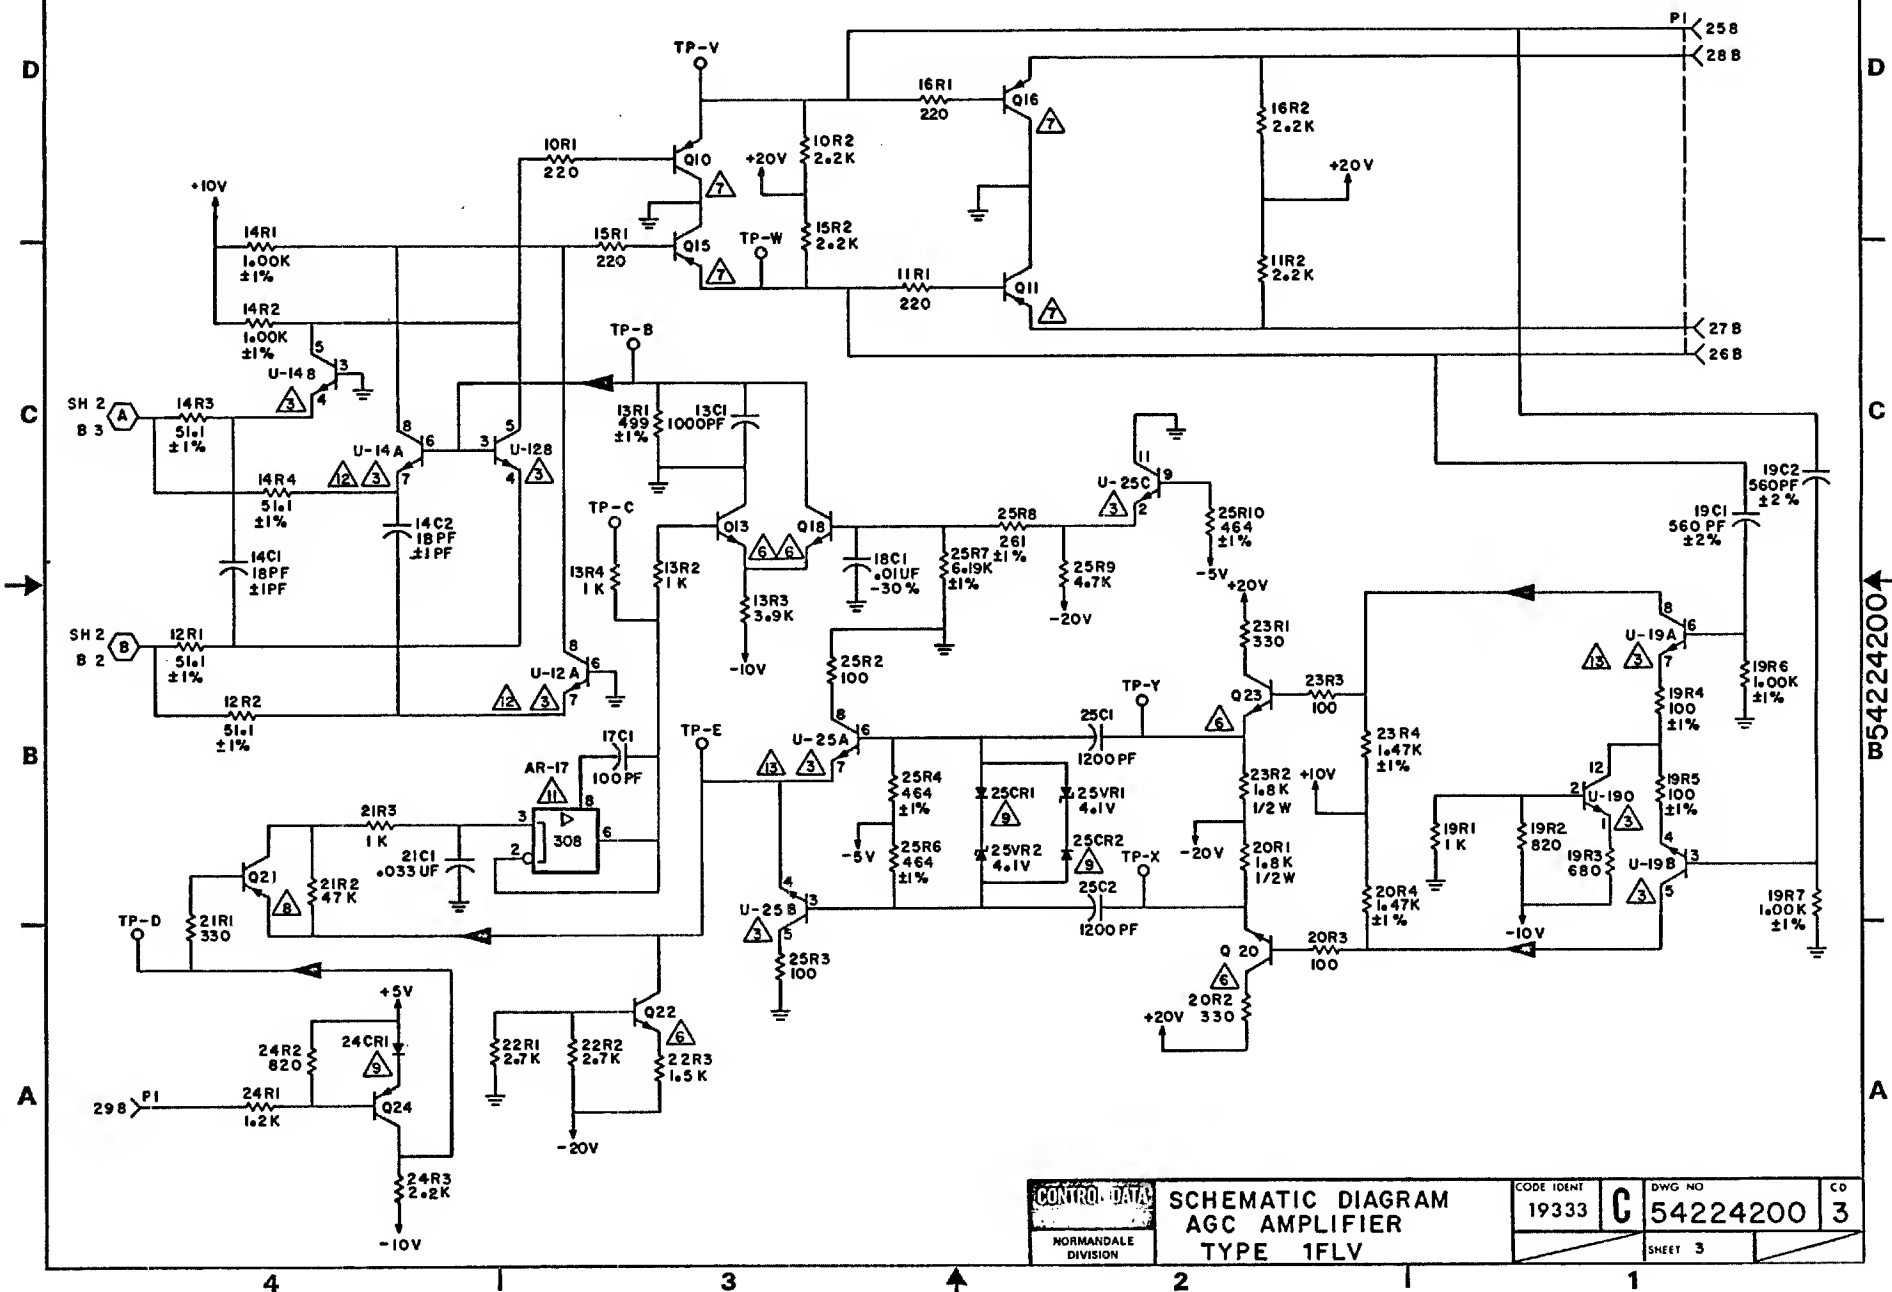 D
TP-V
P1
25B
28B
D
16R1
220
Q16
7
16R2
2.2K
10R1
220
Q10
7
+20V
10R2
2.2K
+20V
+10V
14R1
1.00K
±1%
15R1
220
Q15
7
TP-W
15R2
2.2K
11R1
220
Q11
7
11R2
2.2K
14R2
1.00K
±1%
TP-B
27B
26B
5
3
U-14B
4
3
C
SH 2
A
B 3
14R3
51.1
±1%
13R1
499
±1%
13C1
1000PF
C
8
6
U-14A
7
12
3
3
5
U-12B
4
3
14R4
51.1
±1%
14C2
18PF
±1PF
14C1
18PF
±1PF
TP-C
Q13
6
6
Q18
25R8
261
±1%
11
9
U-25C
2
3
25R10
464
±1%
-5V
19C2
560PF
±2%
19C1
560 PF
±2%
13R4
1K
13R2
1K
13R3
3.9K
-10V
18C1
.01UF
-30%
25R7
6.19K
±1%
25R9
4.7K
-20V
+20V
23R1
330
54224200
SH 2
B
B 2
12R1
51.1
±1%
8
6
U-12A
7
12
3
12R2
51.1
±1%
25R2
100
TP-Y
Q23
6
23R3
100
8
6
U-19A
7
13
3
19R4
100
±1%
19R6
1.00K
±1%
B
17C1
100PF
TP-E
8
6
U-25A
7
13
3
25C1
1200PF
23R4
1.47K
±1%
B
AR-17
11
8
3
2
308
6
21R3
1K
21C1
.033UF
25R4
464
±1%
-5V
25R6
464
±1%
25CR1
9
25VR1
4.1V
25VR2
4.1V
25CR2
9
TP-X
23R2
1.8K
1/2W
-20V
20R1
1.8K
1/2W
+10V
12
2
U-190
1
3
19R5
100
±1%
19R1
1K
19R2
820
19R3
680
-10V
4
3
U-19B
5
3
Q21
8
21R2
47K
21R1
330
TP-D
4
3
U-25B
5
3
25C2
1200PF
20R4
1.47K
±1%
19R7
1.00K
±1%
25R3
100
Q 20
6
20R3
100
20R2
330
+20V
+5V
24R2
820
24CR1
9
22R1
2.7K
22R2
2.7K
Q22
6
22R3
1.5K
-20V
A
29B
P1
24R1
1.2K
Q24
A
24R3
2.2K
-10V
CONTROL DATA
NORMANDALE
DIVISION
SCHEMATIC DIAGRAM
AGC AMPLIFIER
TYPE 1FLV
CODE IDENT
19333
C
DWG NO
54224200
CD
3
SHEET 3
4
3
2
1